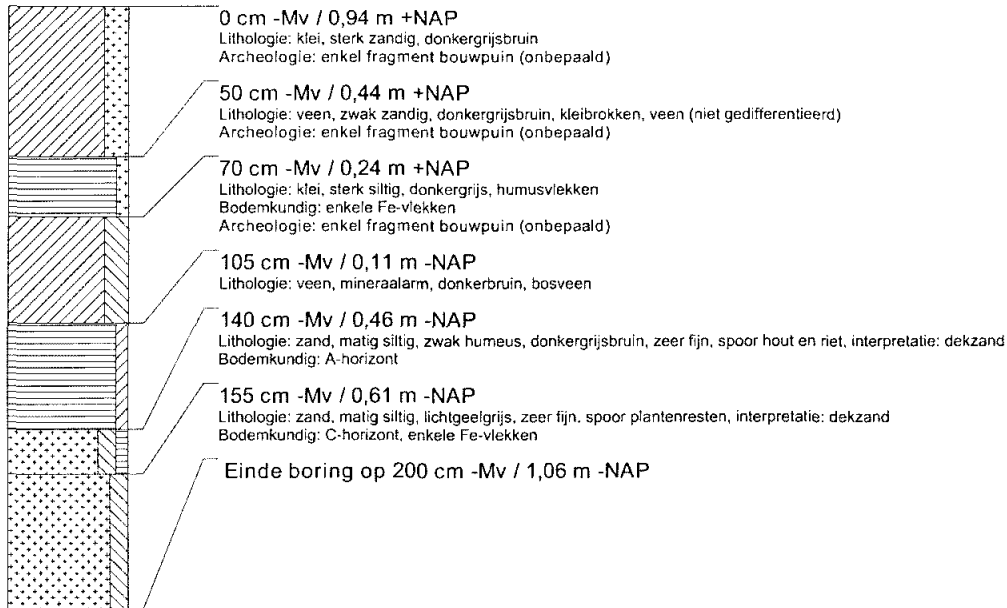 0 cm -Mv / 0,94 m +NAP
Lithologie: klei, sterk zandig, donkergrijsbruin
Archeologie: enkel fragment bouwpuin (onbepaald)
50 cm -Mv / 0,44 m +NAP
Lithologie: veen, zwak zandig, donkergrijsbruin, kleibrokken, veen (niet gedifferentieerd)
Archeologie: enkel fragment bouwpuin (onbepaald)
70 cm -Mv / 0,24 m +NAP
Lithologie: klei, sterk siltig, donkergrijs, humusvlekken
Bodemkundig: enkele Fe-vlekken
Archeologie: enkel fragment bouwpuin (onbepaald)
105 cm -Mv / 0,11 m -NAP
Lithologie: veen, mineraalarm, donkerbruin, bosveen
140 cm -Mv / 0,46 m -NAP
Lithologie: zand, matig siltig, zwak humeus, donkergrijsbruin, zeer fijn, spoor hout en riet, interpretatie: dekzand
Bodemkundig: A-horizont
155 cm -Mv / 0,61 m -NAP
Lithologie: zand, matig siltig, lichtgeelgrijs, zeer fijn, spoor plantenresten, interpretatie: dekzand
Bodemkundig: C-horizont, enkele Fe-vlekken
Einde boring op 200 cm -Mv / 1,06 m -NAP